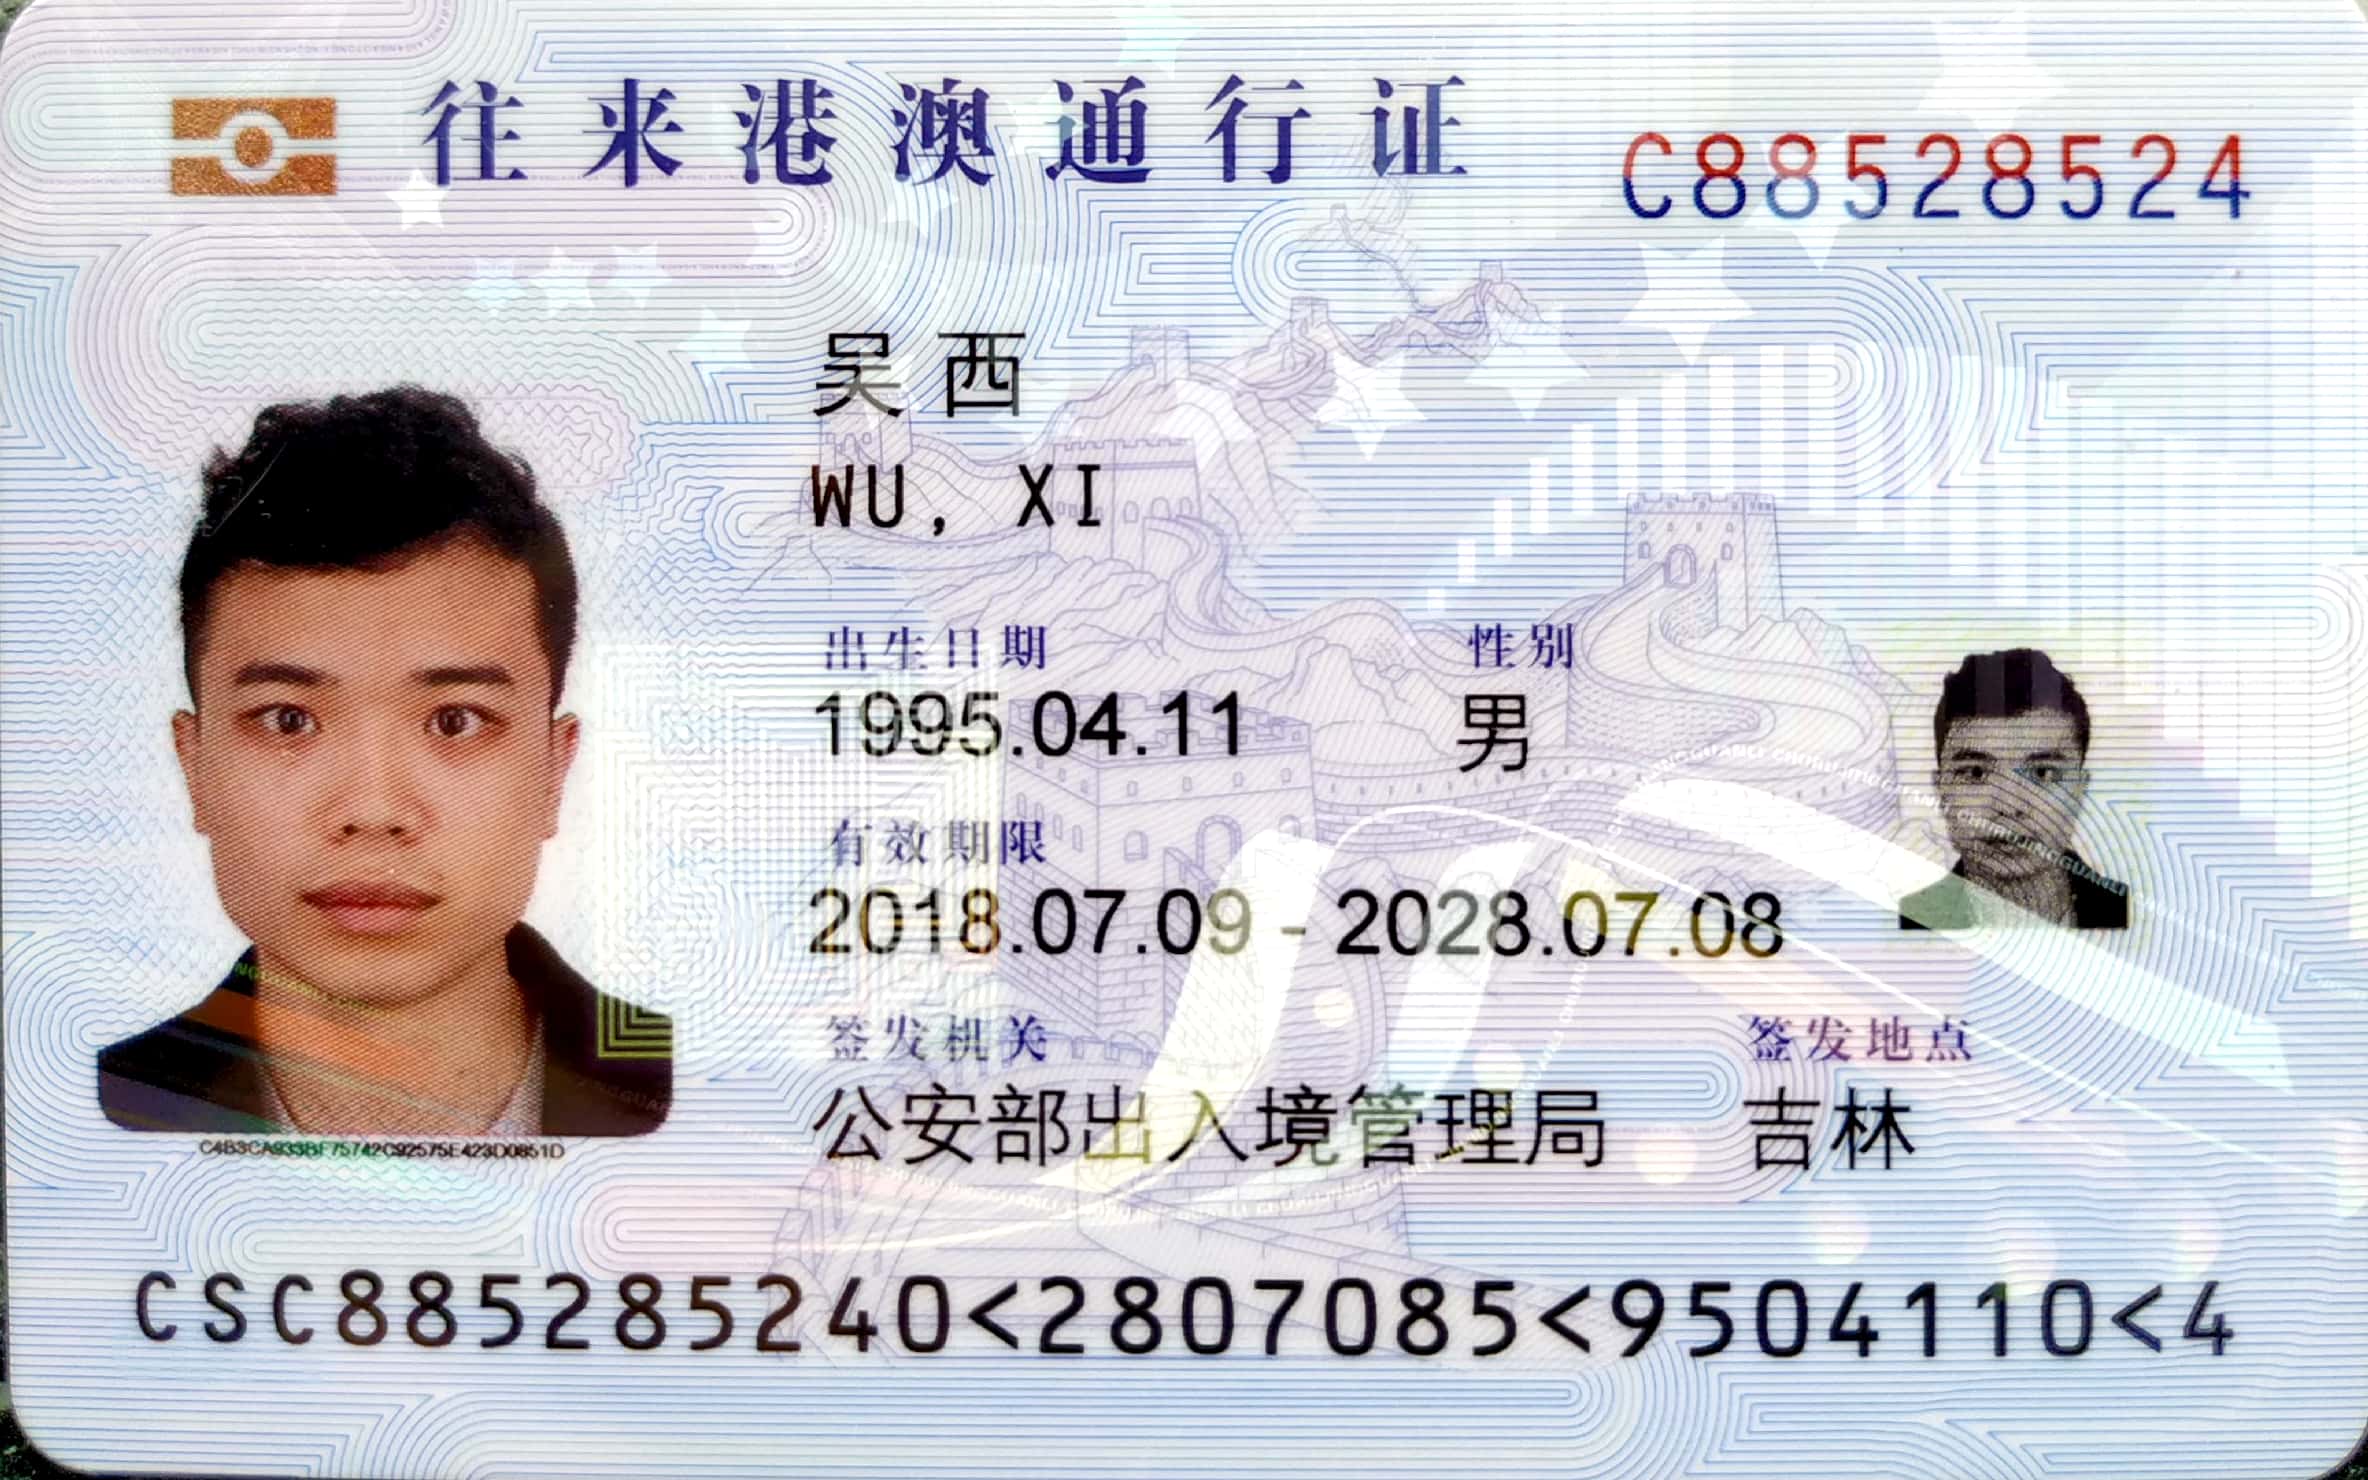 往来港澳通行证
C88528524
吴西
WU, XI
出生日期 性别
1995.04.11 男
有效期限
2018.07.09 - 2028.07.08
签发机关 签发地点
公安部出入境管理局 吉林
CSC885285240<2807085<9504110<4